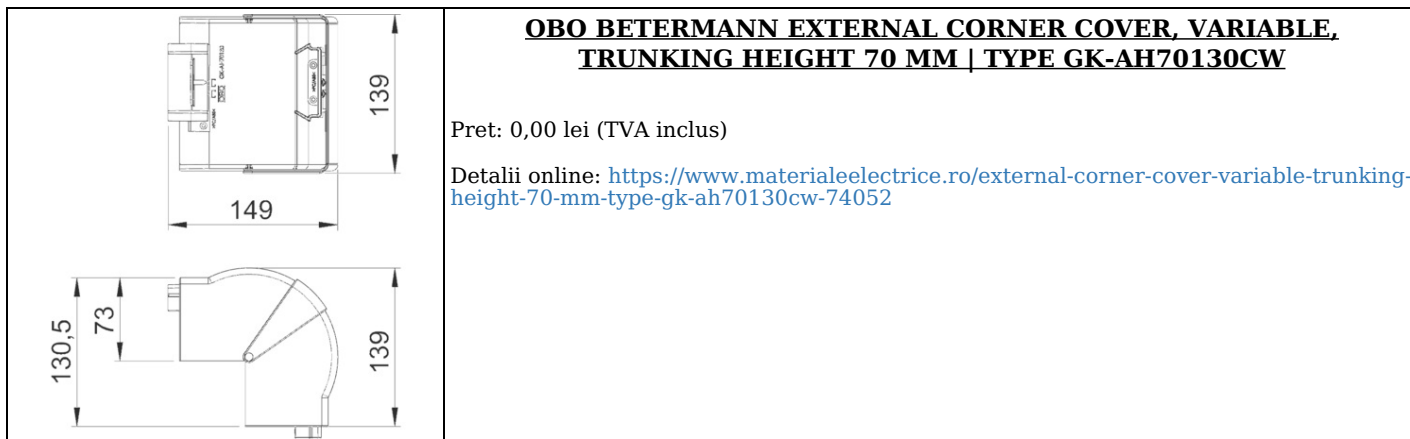 139
149
130,5
73
139
OBO BETERMANN EXTERNAL CORNER COVER, VARIABLE,
TRUNKING HEIGHT 70 MM | TYPE GK-AH70130CW
Pret: 0,00 lei (TVA inclus)
Detalii online: https://www.materialeelectrice.ro/external-corner-cover-variable-trunking-
height-70-mm-type-gk-ah70130cw-74052